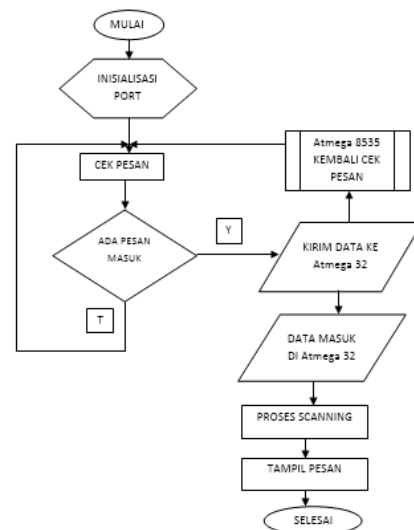 MULAI
INISIALISASI
PORT
CEK PESAN
Atmega 8535
KEMBALI CEK
PESAN
ADA PESAN
MASUK
Y
KIRIM DATA KE
Atmega 32
T
DATA MASUK
DI Atmega 32
PROSES SCANNING
TAMPIL PESAN
SELESAI